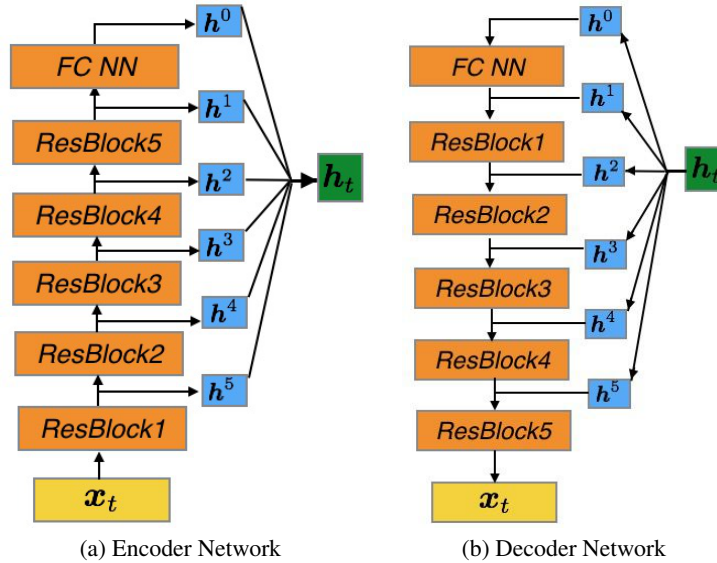 h^0
FC NN
h^1
ResBlock5
h^2
ResBlock4
h_t
h^3
ResBlock3
h^4
ResBlock2
h^5
ResBlock1
x_t
(a) Encoder Network
h^0
FC NN
h^1
ResBlock1
h^2
h_t
ResBlock2
h^3
ResBlock3
h^4
ResBlock4
h^5
ResBlock5
x_t
(b) Decoder Network